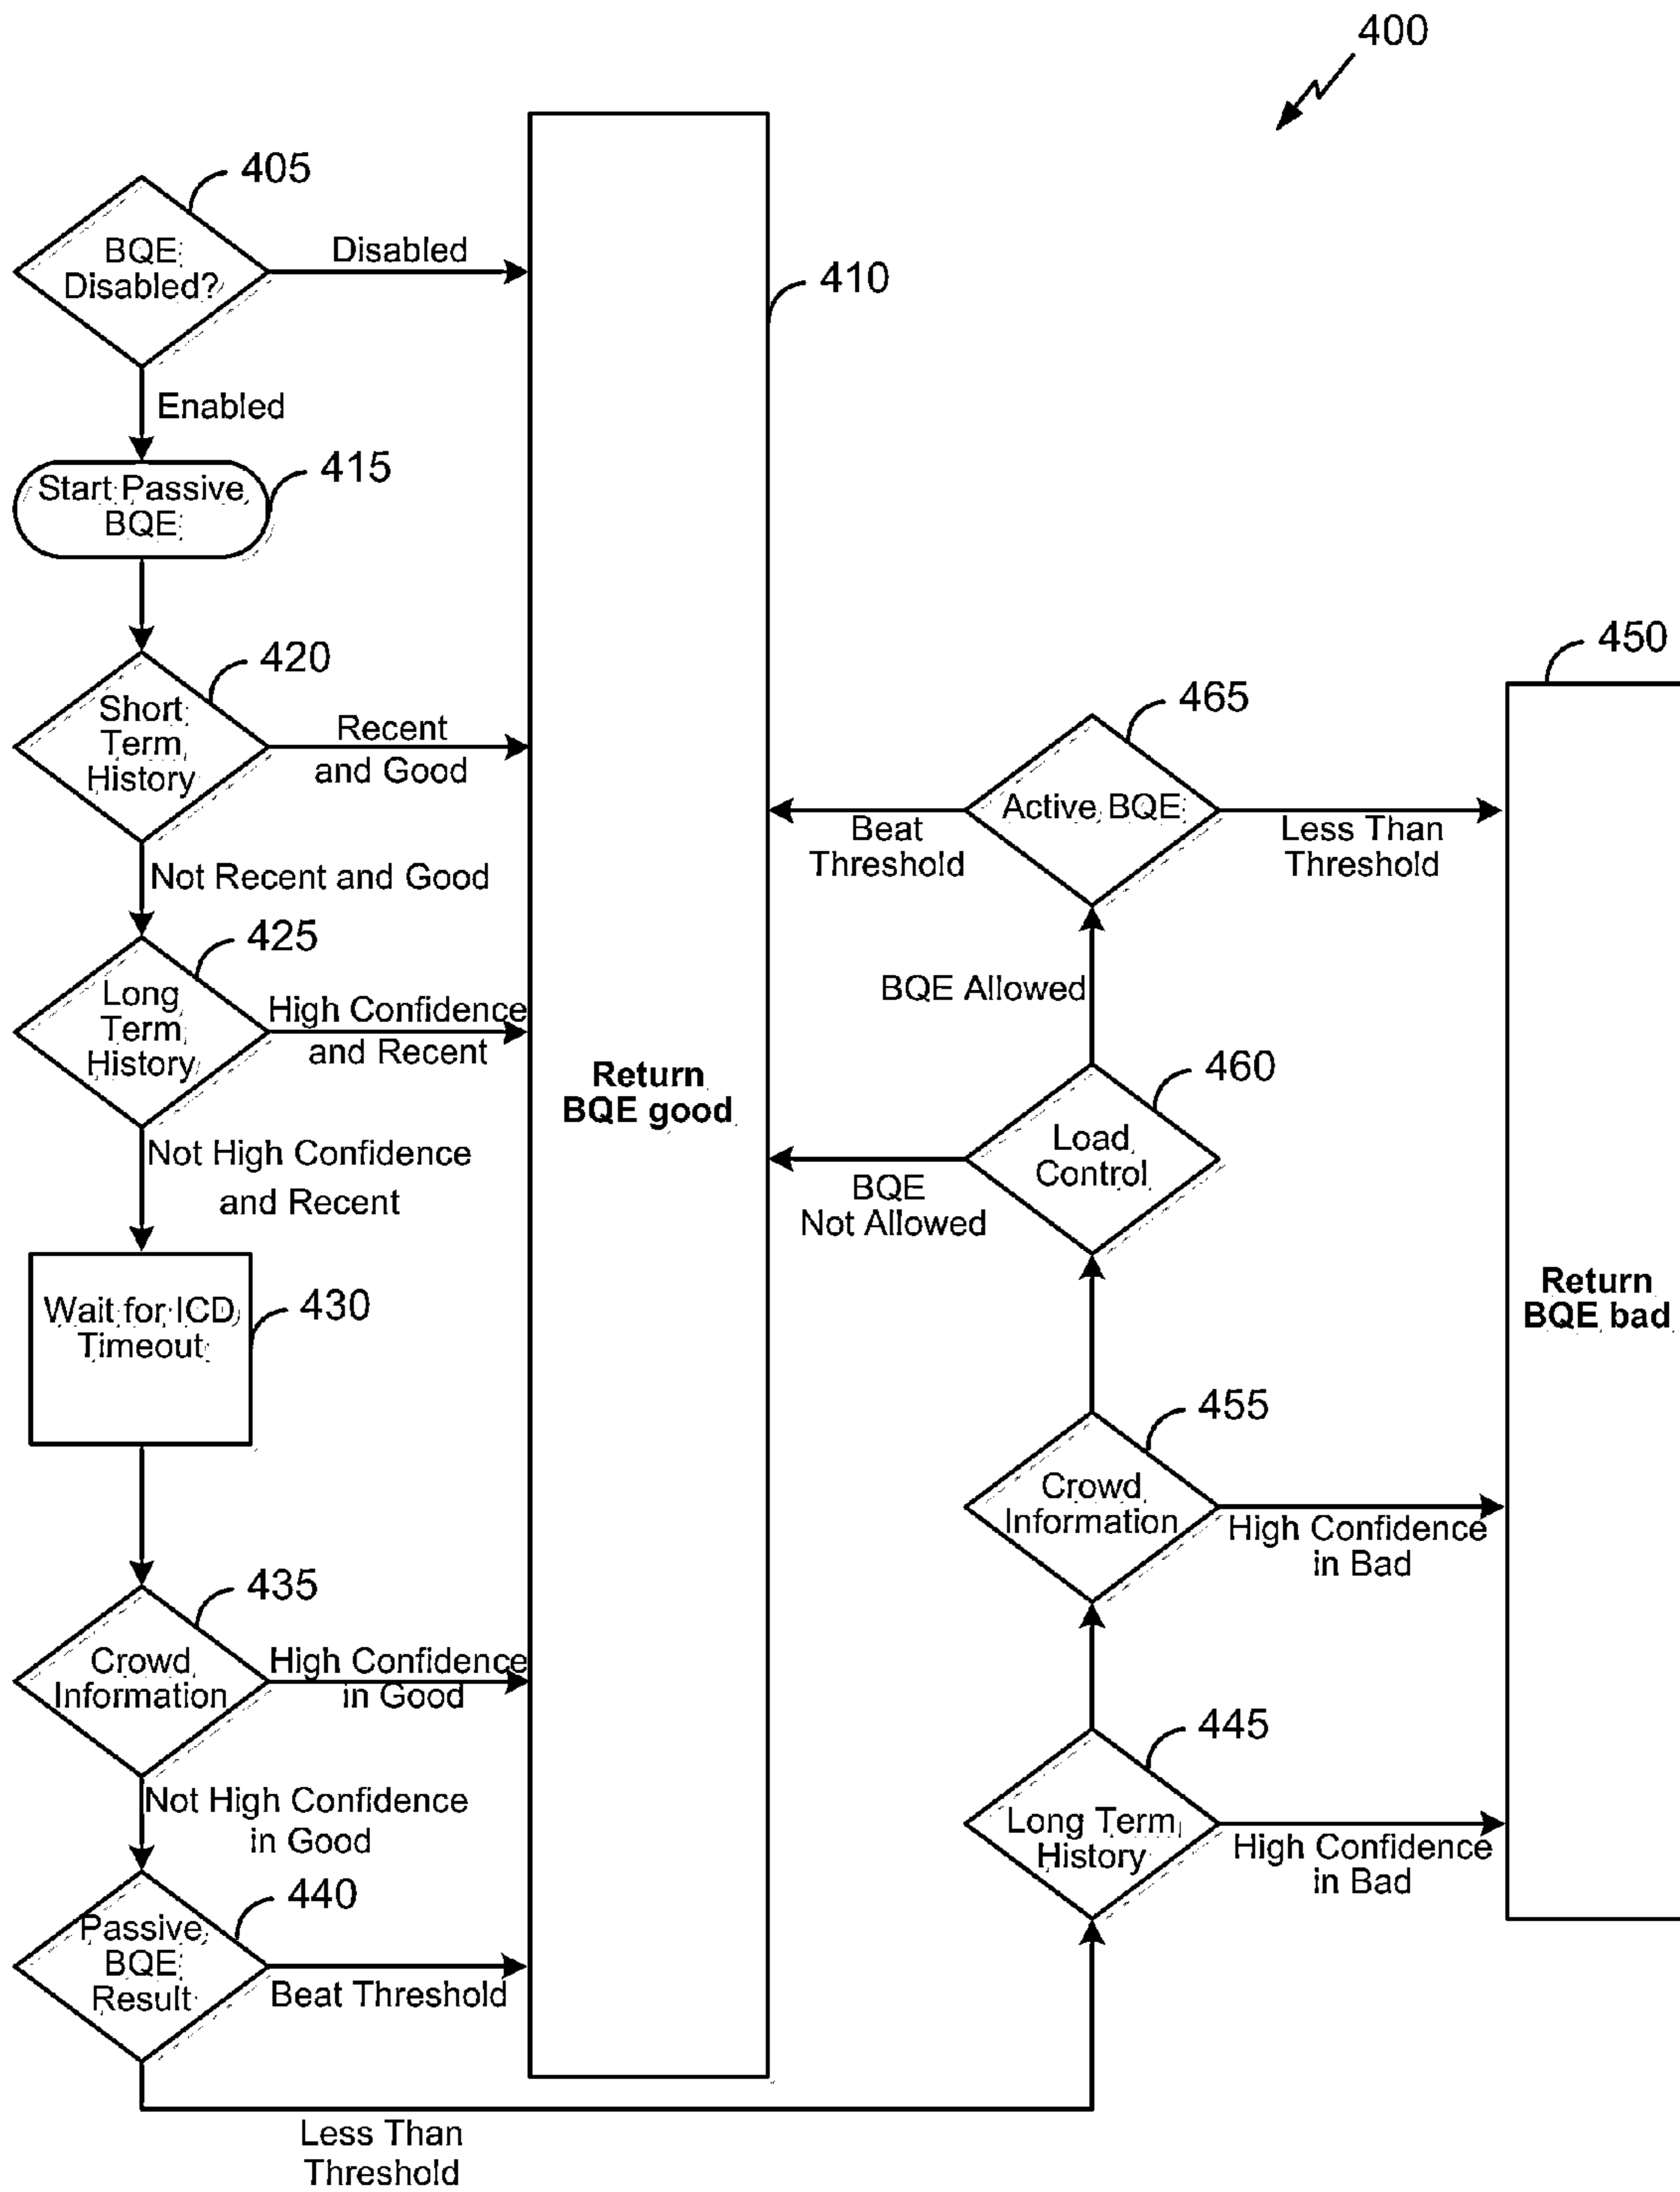 400
405
BQE
Disabled?
Disabled
410
Enabled
Start Passive
BQE
415
420
Short
Term
History
Recent
and Good
Not Recent and Good
425
Long
Term
History
High Confidence
and Recent
Not High Confidence
and Recent
Wait for ICD
Timeout
430
435
Crowd
Information
High Confidence
in Good
Not High Confidence
in Good
440
Passive
BQE
Result
Beat Threshold
Less Than
Threshold
Return
BQE good
465
Active BQE
Beat
Threshold
Less Than
Threshold
BQE Allowed
460
Load
Control
BQE
Not Allowed
455
Crowd
Information
High Confidence
in Bad
445
Long Term
History
High Confidence
in Bad
450
Return
BQE bad